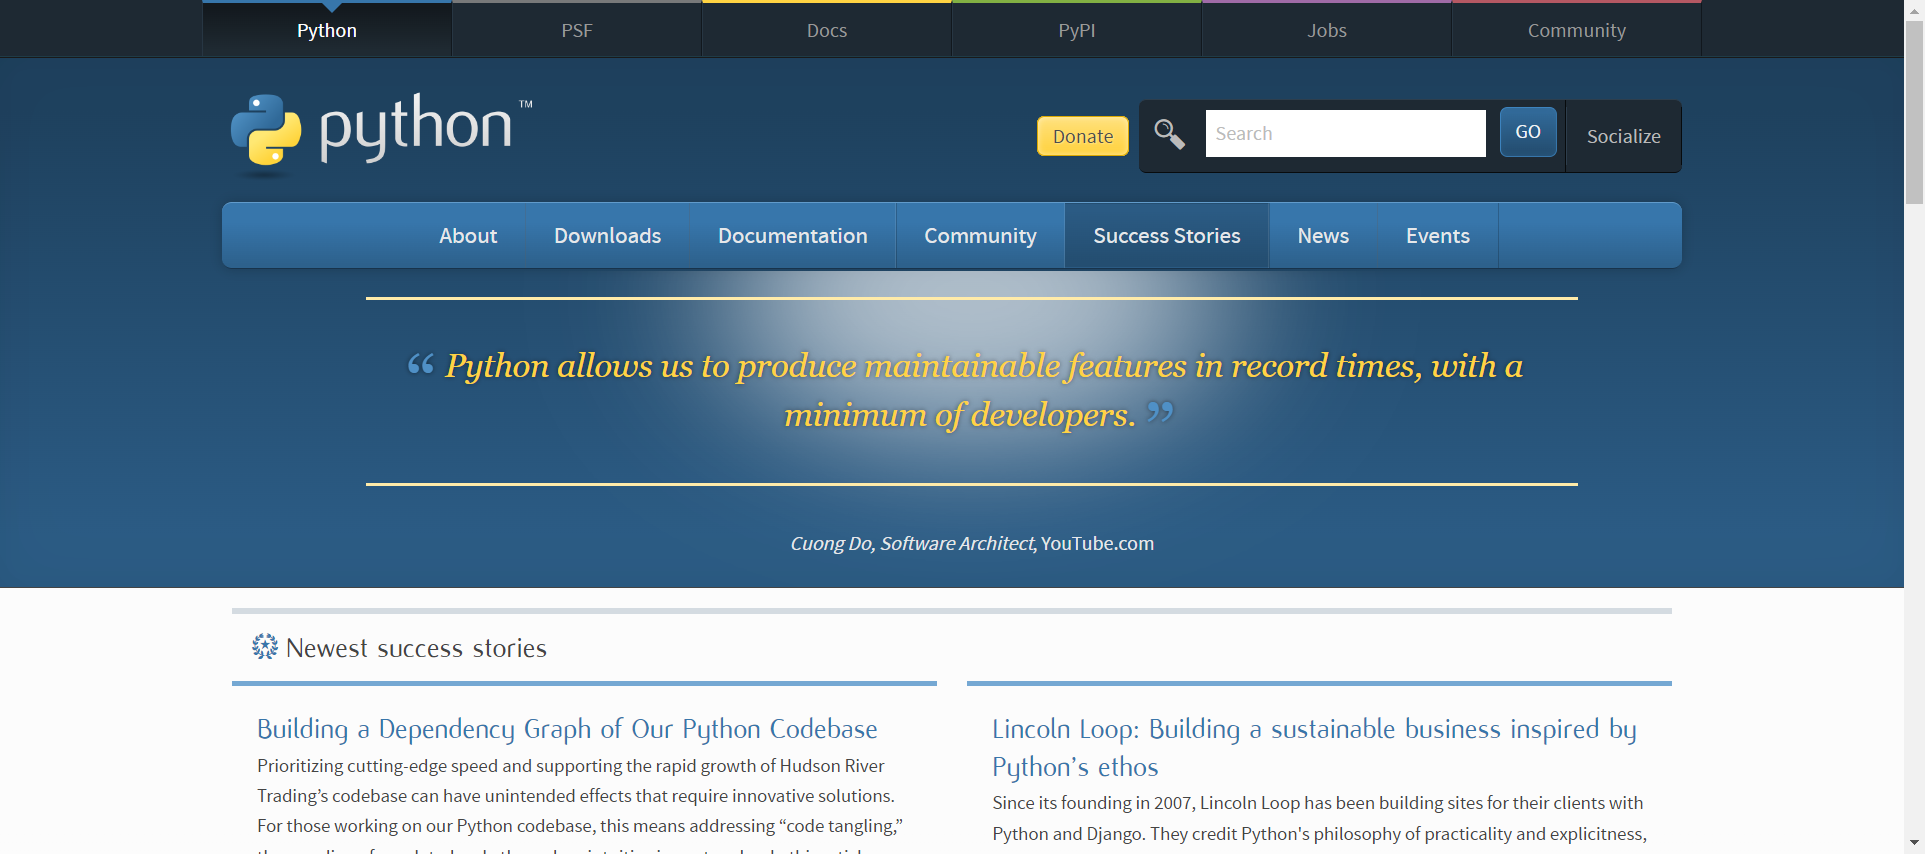 Python
PSF
Docs
PyPI
Jobs
Community
python™
Donate
Search
GO
Socialize
About
Downloads
Documentation
Community
Success Stories
News
Events
“ Python allows us to produce maintainable features in record times, with a
minimum of developers. ”
Cuong Do, Software Architect, YouTube.com
Newest success stories
Building a Dependency Graph of Our Python Codebase
Prioritizing cutting-edge speed and supporting the rapid growth of Hudson River
Trading’s codebase can have unintended effects that require innovative solutions.
For those working on our Python codebase, this means addressing “code tangling,”
Lincoln Loop: Building a sustainable business inspired by
Python’s ethos
Since its founding in 2007, Lincoln Loop has been building sites for their clients with
Python and Django. They credit Python's philosophy of practicality and explicitness,